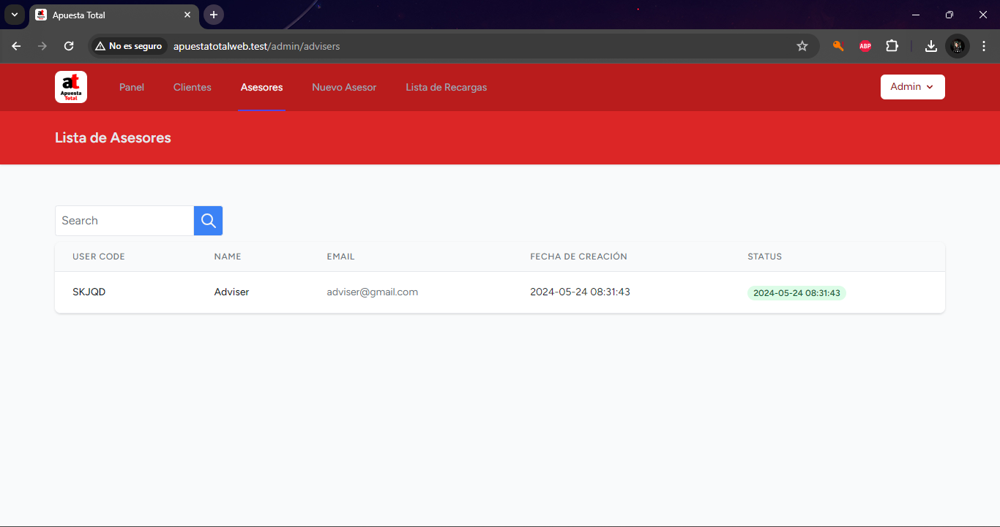 Apuesta Total
No es seguro apuestatotalweb.test/admin/advisers
ABP
at
Apuesta
Total
Panel Clientes Asesores Nuevo Asesor Lista de Recargas Admin
Lista de Asesores
Search
USER CODE NAME EMAIL FECHA DE CREACIÓN STATUS
SKJQD Adviser adviser@gmail.com 2024-05-24 08:31:43 2024-05-24 08:31:43